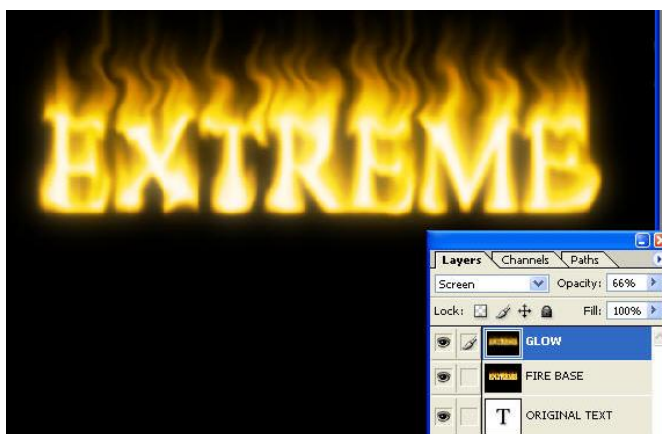 EXTREME
Layers Channels Paths
Screen Opacity: 66%
Lock: Fill: 100%
GLOW
FIRE BASE
T ORIGINAL TEXT